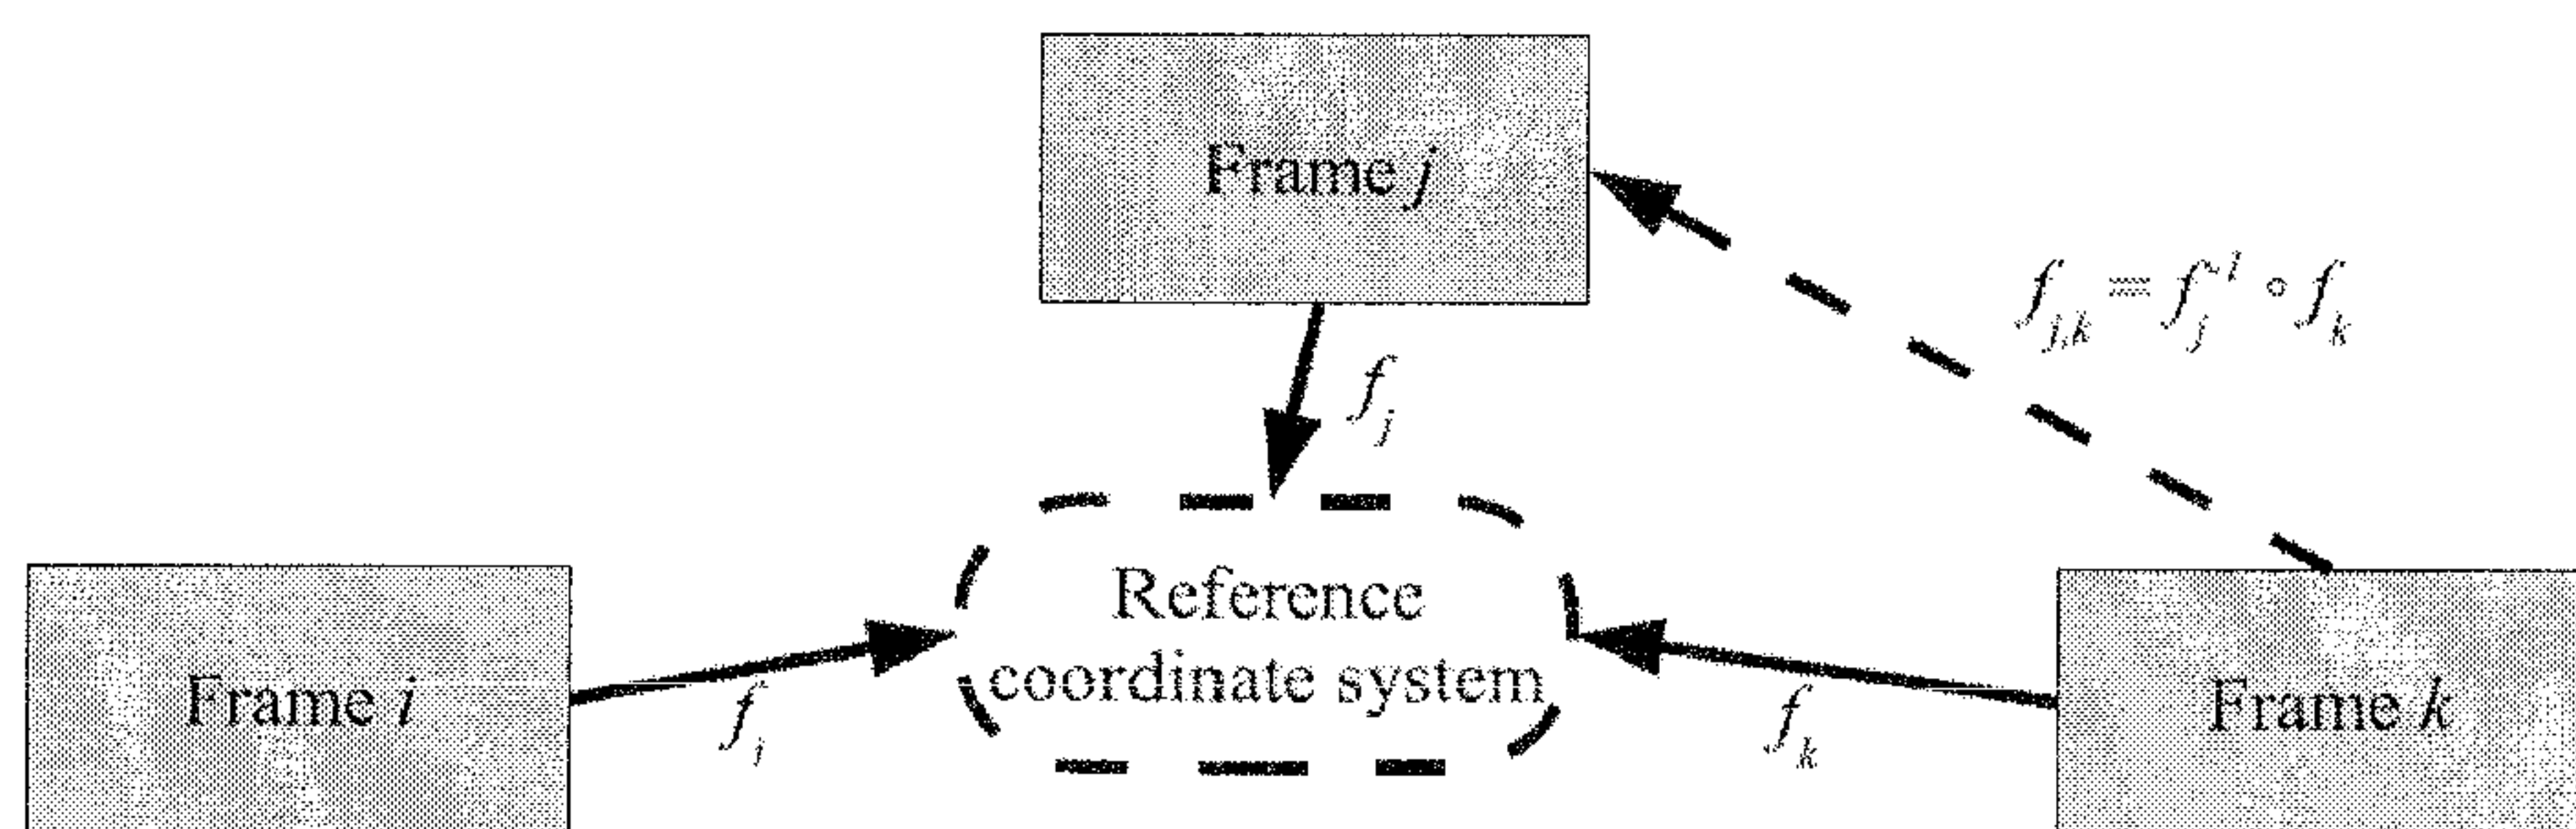 Frame j
f_{j,k} = f_j^{-1} ∘ f_k
f_j
Reference
coordinate system
Frame i
f_i
f_k
Frame k